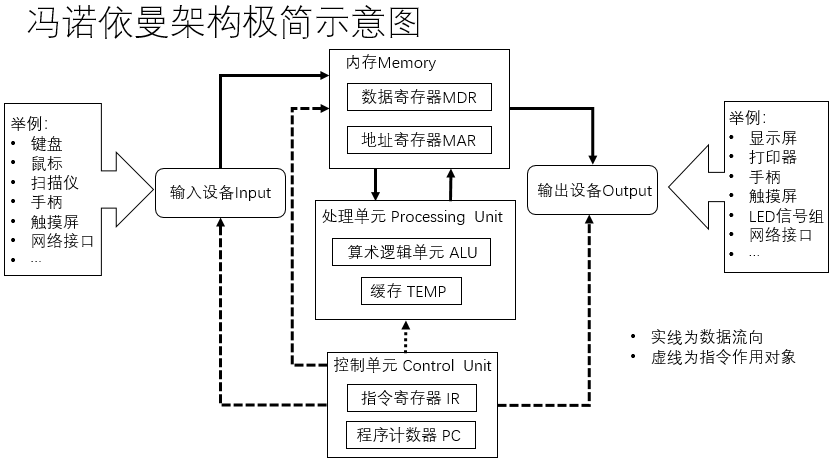 冯诺依曼架构极简示意图
内存Memory
数据寄存器MDR
地址寄存器MAR
举例：
• 键盘
• 鼠标
• 扫描仪
• 手柄
• 触摸屏
• 网络接口
• ...
输入设备Input
输出设备Output
举例：
• 显示屏
• 打印器
• 手柄
• 触摸屏
• LED信号组
• 网络接口
• ...
处理单元 Processing Unit
算术逻辑单元 ALU
缓存 TEMP
控制单元 Control Unit
指令寄存器 IR
程序计数器 PC
• 实线为数据流向
• 虚线为指令作用对象